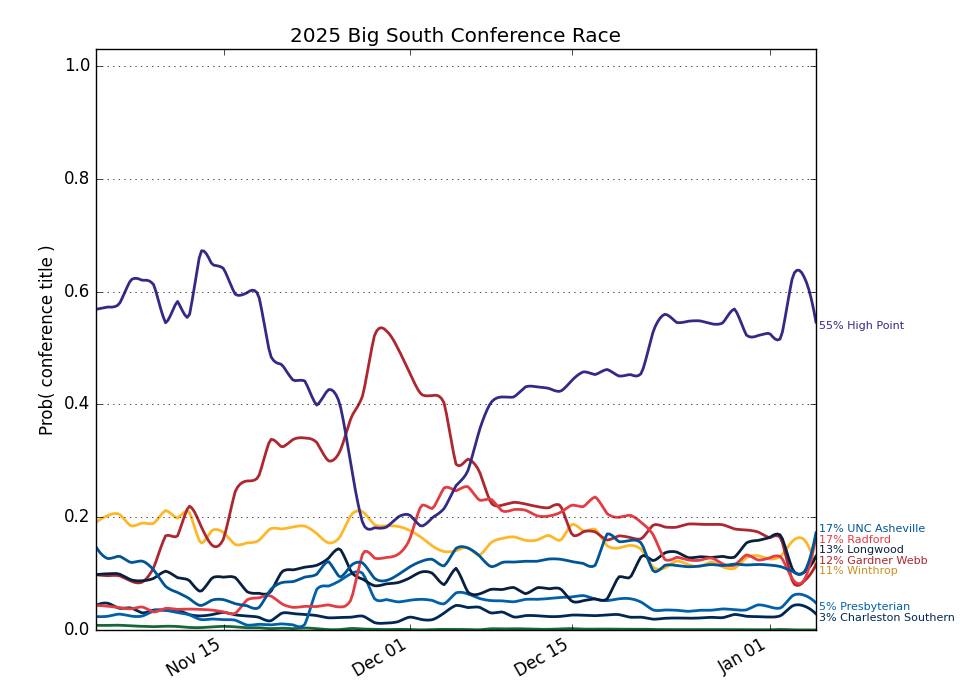 2025 Big South Conference Race
Prob( conference title )
1.0
0.8
0.6
0.4
0.2
0.0
Nov 15
Dec 01
Dec 15
Jan 01
55% High Point
17% UNC Asheville
17% Radford
13% Longwood
12% Gardner Webb
11% Winthrop
5% Presbyterian
3% Charleston Southern